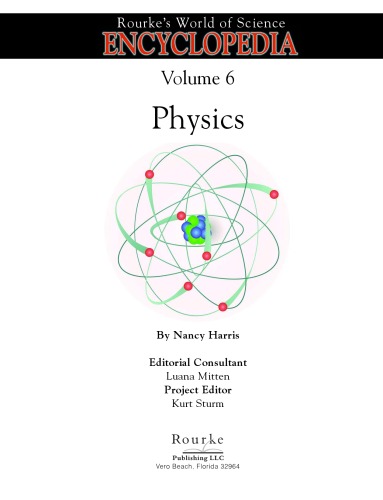 Rourke's World of Science
ENCYCLOPEDIA
Volume 6
Physics
By Nancy Harris
Editorial Consultant
Luana Mitten
Project Editor
Kurt Sturm
Rourke
Publishing LLC
Vero Beach, Florida 32964